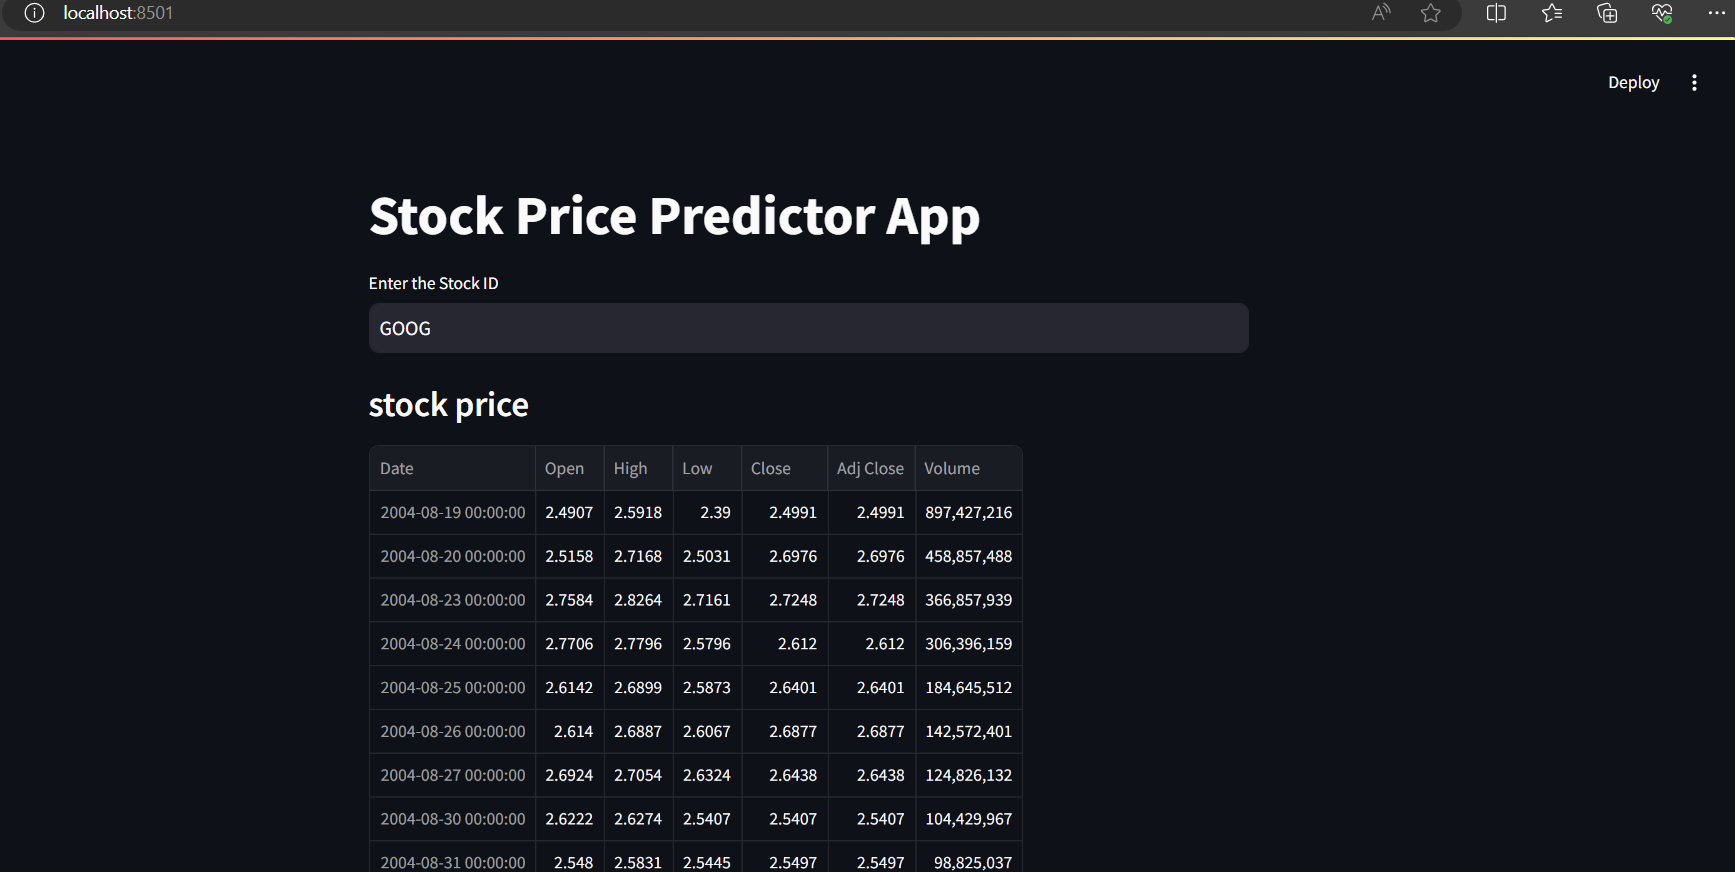 localhost:8501
Deploy
Stock Price Predictor App
Enter the Stock ID
GOOG
stock price
Date Open High Low Close Adj Close Volume
2004-08-19 00:00:00 2.4907 2.5918 2.39 2.4991 2.4991 897,427,216
2004-08-20 00:00:00 2.5158 2.7168 2.5031 2.6976 2.6976 458,857,488
2004-08-23 00:00:00 2.7584 2.8264 2.7161 2.7248 2.7248 366,857,939
2004-08-24 00:00:00 2.7706 2.7796 2.5796 2.612 2.612 306,396,159
2004-08-25 00:00:00 2.6142 2.6899 2.5873 2.6401 2.6401 184,645,512
2004-08-26 00:00:00 2.614 2.6887 2.6067 2.6877 2.6877 142,572,401
2004-08-27 00:00:00 2.6924 2.7054 2.6324 2.6438 2.6438 124,826,132
2004-08-30 00:00:00 2.6222 2.6274 2.5407 2.5407 2.5407 104,429,967
2004-08-31 00:00:00 2.548 2.5831 2.5445 2.5497 2.5497 98,825,037